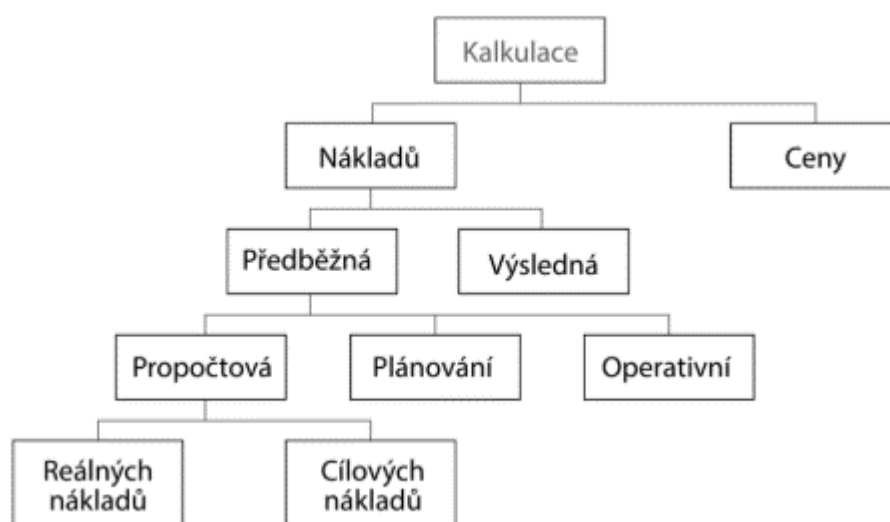 Kalkulace
Nákladů
Ceny
Předběžná
Výsledná
Propočtová
Plánování
Operativní
Reálných
nákladů
Cílových
nákladů